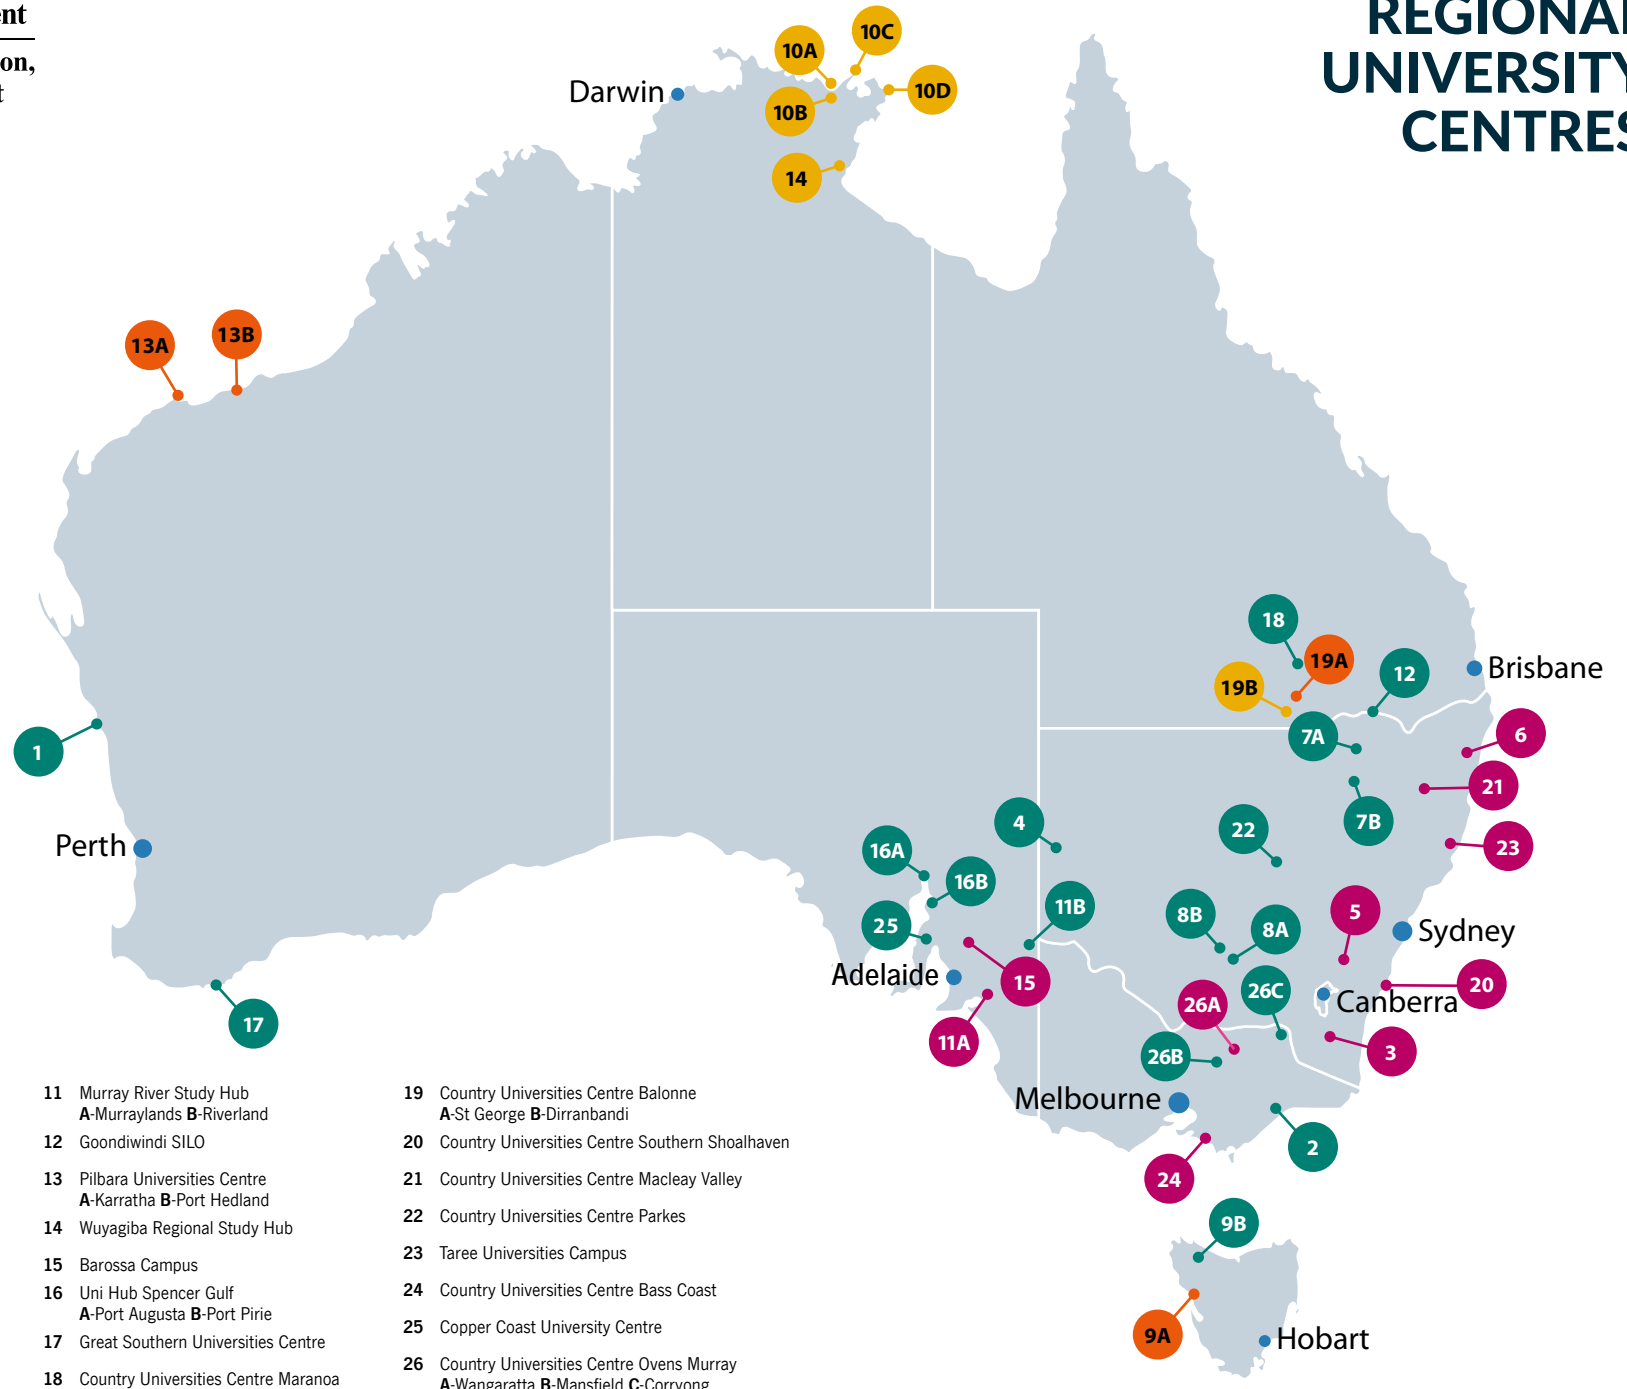 ent
on,
t
REGIONAL
UNIVERSITY
CENTRES
10C
10A
10D
10B
Darwin
14
13A
13B
18
19A
19B
12
Brisbane
7A
6
21
7B
23
1
Perth
4
22
16A
16B
11B
8B
8A
5
25
Sydney
Adelaide
15
26C
20
26A
Canberra
17
11A
26B
3
Melbourne
2
24
9B
9A
Hobart
11 Murray River Study Hub
A-Murraylands B-Riverland
12 Goondiwindi SILO
13 Pilbara Universities Centre
A-Karratha B-Port Hedland
14 Wuyagiba Regional Study Hub
15 Barossa Campus
16 Uni Hub Spencer Gulf
A-Port Augusta B-Port Pirie
17 Great Southern Universities Centre
18 Country Universities Centre Maranoa
19 Country Universities Centre Balonne
A-St George B-Dirranbandi
20 Country Universities Centre Southern Shoalhaven
21 Country Universities Centre Macleay Valley
22 Country Universities Centre Parkes
23 Taree Universities Campus
24 Country Universities Centre Bass Coast
25 Copper Coast University Centre
26 Country Universities Centre Ovens Murray
A-Wangaratta B-Mansfield C-Corryong